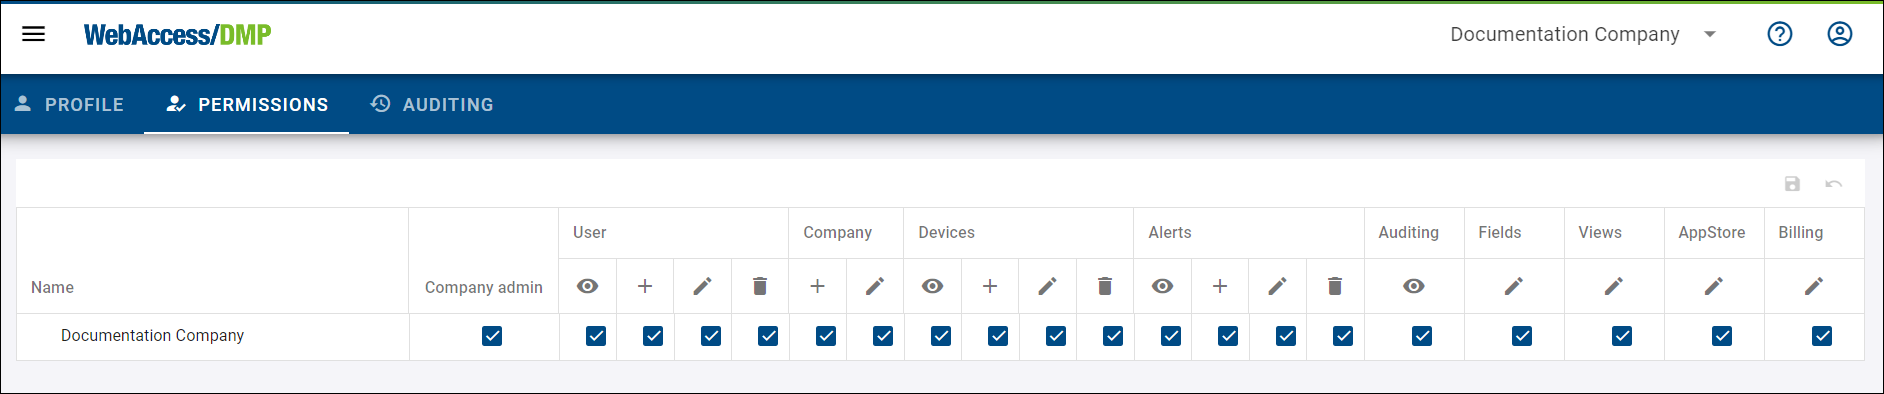 WebAccess/DMP
Documentation Company
PROFILE PERMISSIONS AUDITING
User Company Devices Alerts Auditing Fields Views AppStore Billing
Name Company admin
Documentation Company